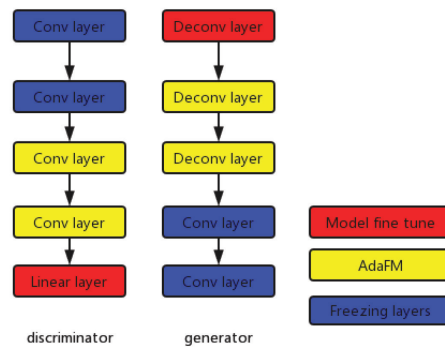 Conv layer
Deconv layer
Conv layer
Deconv layer
Conv layer
Deconv layer
Conv layer
Conv layer
Model fine tune
AdaFM
Linear layer
Conv layer
Freezing layers
discriminator
generator